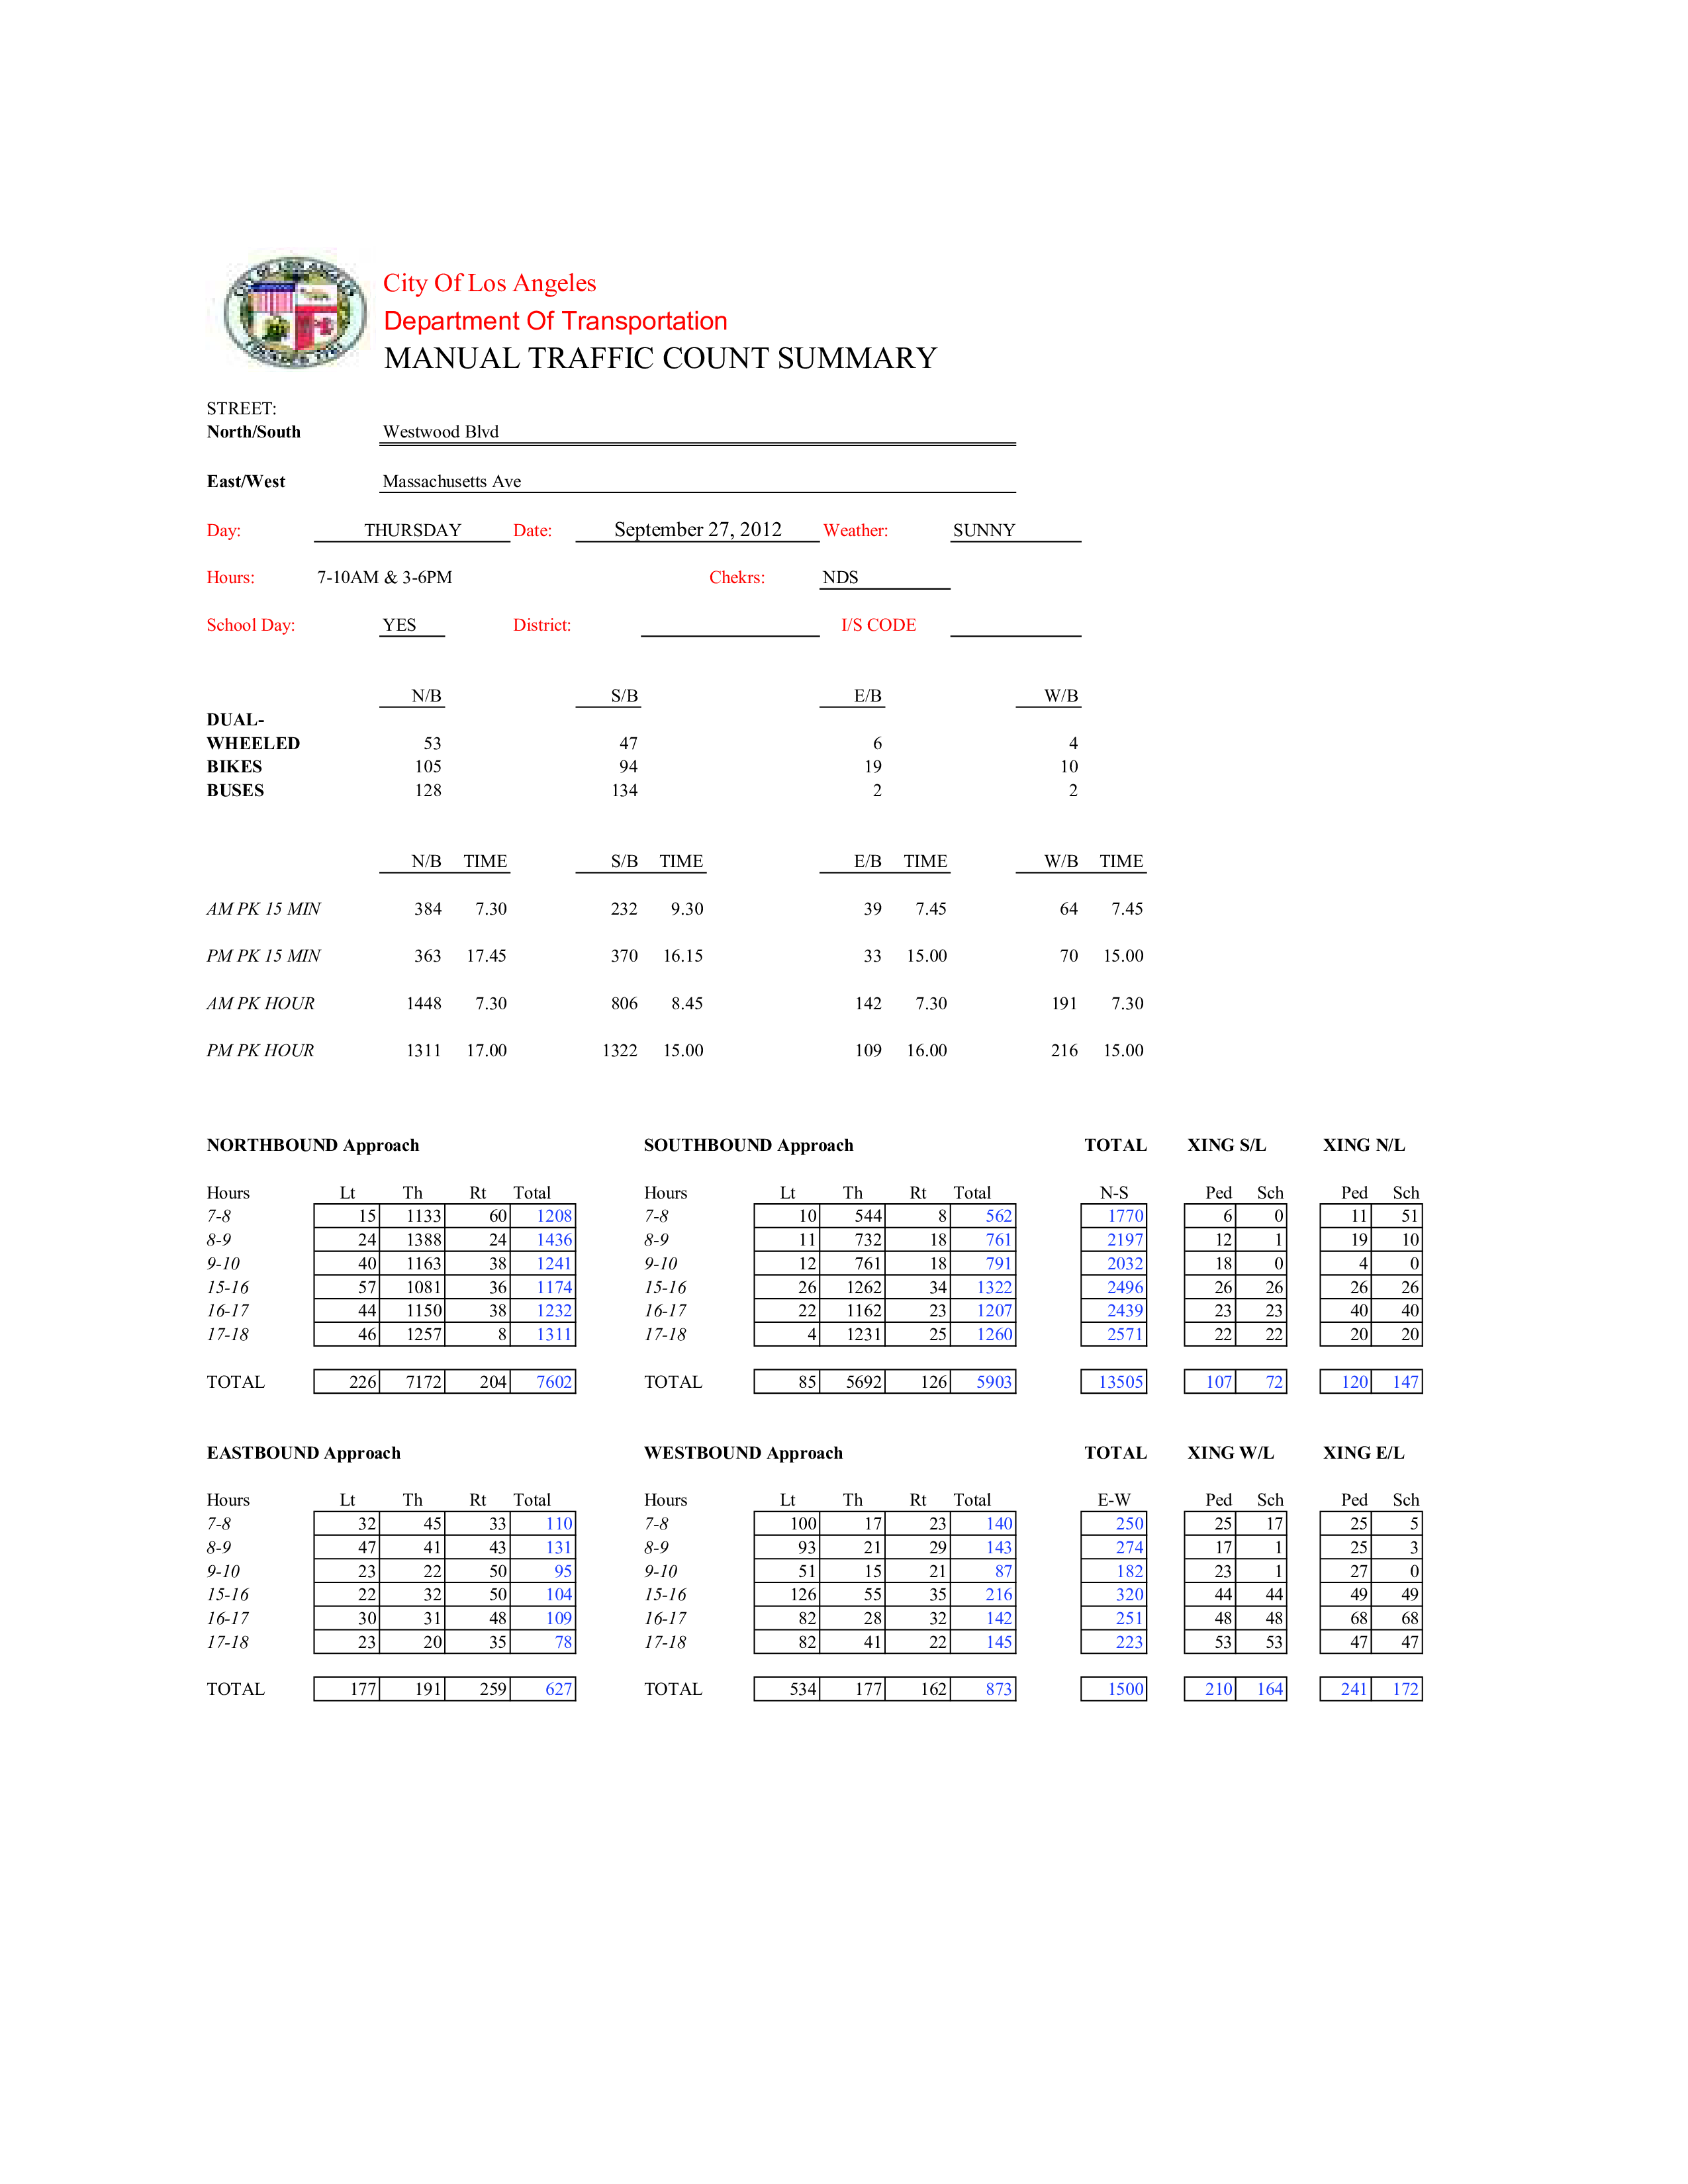 City Of Los Angeles
Department Of Transportation
MANUAL TRAFFIC COUNT SUMMARY
STREET:
North/South Westwood Blvd
East/West Massachusetts Ave
Day: THURSDAY Date: September 27, 2012 Weather: SUNNY
Hours: 7-10AM & 3-6PM Chekrs: NDS
School Day: YES District: I/S CODE
N/B S/B E/B W/B
DUAL-
WHEELED 53 47 6 4
BIKES 105 94 19 10
BUSES 128 134 2 2
N/B TIME S/B TIME E/B TIME W/B TIME
AM PK 15 MIN 384 7.30 232 9.30 39 7.45 64 7.45
PM PK 15 MIN 363 17.45 370 16.15 33 15.00 70 15.00
AM PK HOUR 1448 7.30 806 8.45 142 7.30 191 7.30
PM PK HOUR 1311 17.00 1322 15.00 109 16.00 216 15.00
NORTHBOUND Approach SOUTHBOUND Approach TOTAL XING S/L XING N/L
Hours Lt Th Rt Total Hours Lt Th Rt Total N-S Ped Sch Ped Sch
7-8 15 1133 60 1208 7-8 10 544 8 562 1770 6 0 11 51
8-9 24 1388 24 1436 8-9 11 732 18 761 2197 12 1 19 10
9-10 40 1163 38 1241 9-10 12 761 18 791 2032 18 0 4 0
15-16 57 1081 36 1174 15-16 26 1262 34 1322 2496 26 26 26 26
16-17 44 1150 38 1232 16-17 22 1162 23 1207 2439 23 23 40 40
17-18 46 1257 8 1311 17-18 4 1231 25 1260 2571 22 22 20 20
TOTAL 226 7172 204 7602 TOTAL 85 5692 126 5903 13505 107 72 120 147
EASTBOUND Approach WESTBOUND Approach TOTAL XING W/L XING E/L
Hours Lt Th Rt Total Hours Lt Th Rt Total E-W Ped Sch Ped Sch
7-8 32 45 33 110 7-8 100 17 23 140 250 25 17 25 5
8-9 47 41 43 131 8-9 93 21 29 143 274 17 1 25 3
9-10 23 22 50 95 9-10 51 15 21 87 182 23 1 27 0
15-16 22 32 50 104 15-16 126 55 35 216 320 44 44 49 49
16-17 30 31 48 109 16-17 82 28 32 142 251 48 48 68 68
17-18 23 20 35 78 17-18 82 41 22 145 223 53 53 47 47
TOTAL 177 191 259 627 TOTAL 534 177 162 873 1500 210 164 241 172